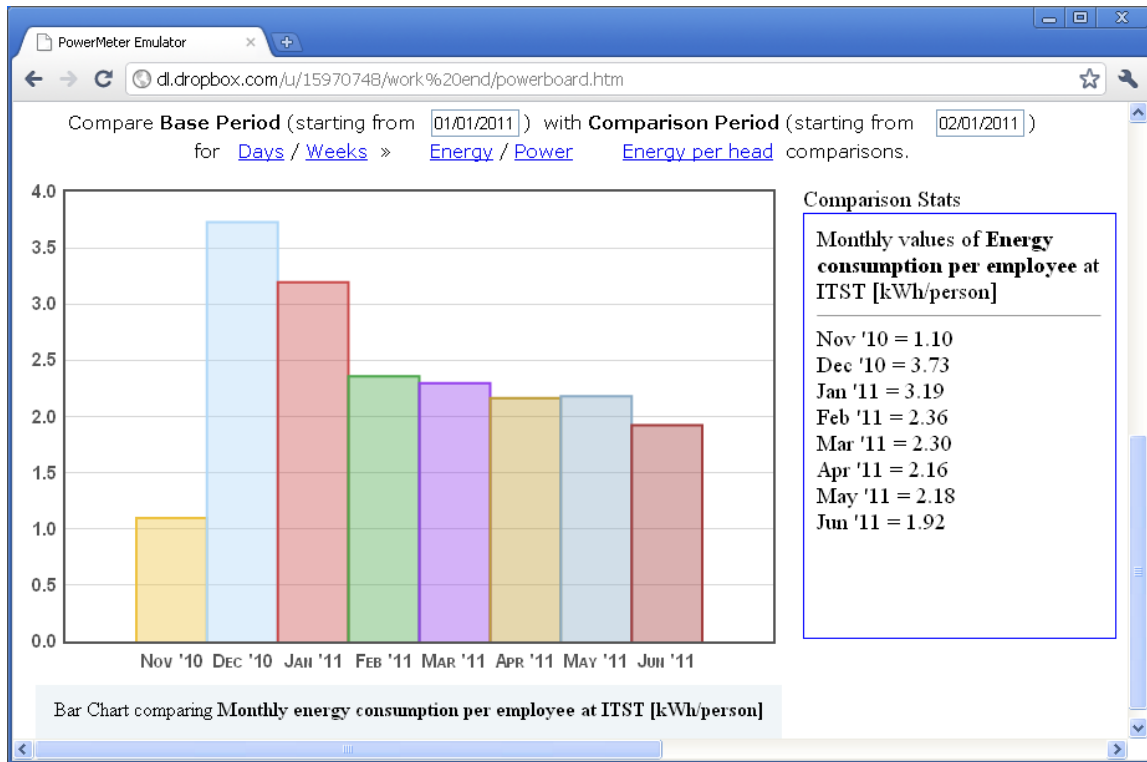 PowerMeter Emulator
dl.dropbox.com/u/15970748/work%20end/powerboard.htm
Compare Base Period (starting from 01/01/2011 ) with Comparison Period (starting from 02/01/2011 )
for Days / Weeks » Energy / Power Energy per head comparisons.
4.0
3.5
3.0
2.5
2.0
1.5
1.0
0.5
0.0
Nov '10 Dec '10 Jan '11 Feb '11 Mar '11 Apr '11 May '11 Jun '11
Bar Chart comparing Monthly energy consumption per employee at ITST [kWh/person]
Comparison Stats
Monthly values of Energy
consumption per employee at
ITST [kWh/person]
Nov '10 = 1.10
Dec '10 = 3.73
Jan '11 = 3.19
Feb '11 = 2.36
Mar '11 = 2.30
Apr '11 = 2.16
May '11 = 2.18
Jun '11 = 1.92